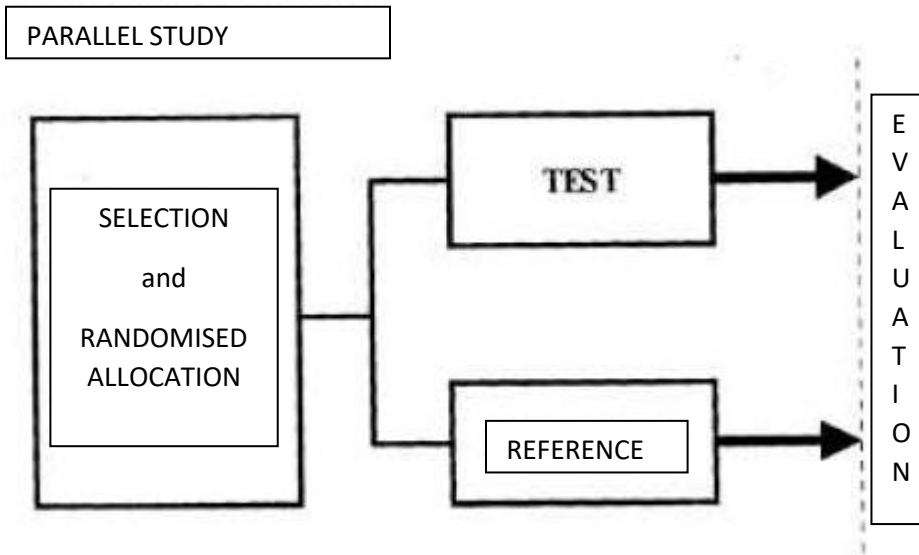 PARALLEL STUDY
SELECTION
and
RANDOMISED
ALLOCATION
TEST
REFERENCE
E
V
A
L
U
A
T
I
O
N